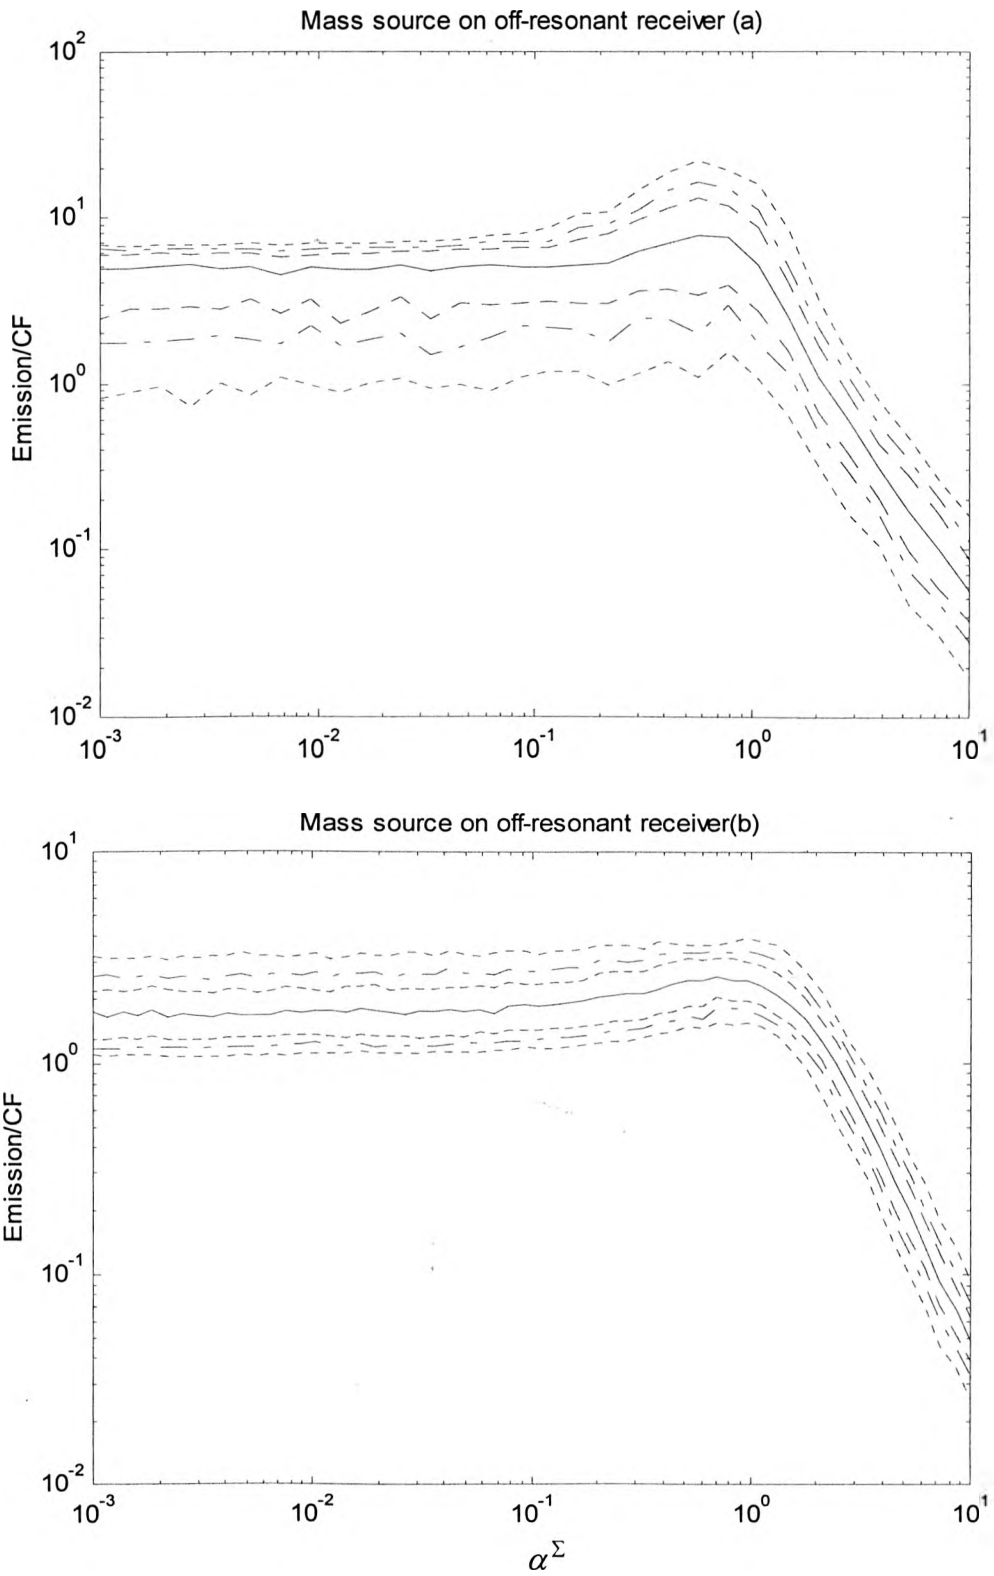 Mass source on off-resonant receiver (a)
10^2
10^1
10^0
10^-1
10^-2
Emission/CF
10^-3 10^-2 10^-1 10^0 10^1
Mass source on off-resonant receiver(b)
10^1
10^0
10^-1
10^-2
Emission/CF
10^-3 10^-2 10^-1 10^0 10^1
α^Σ